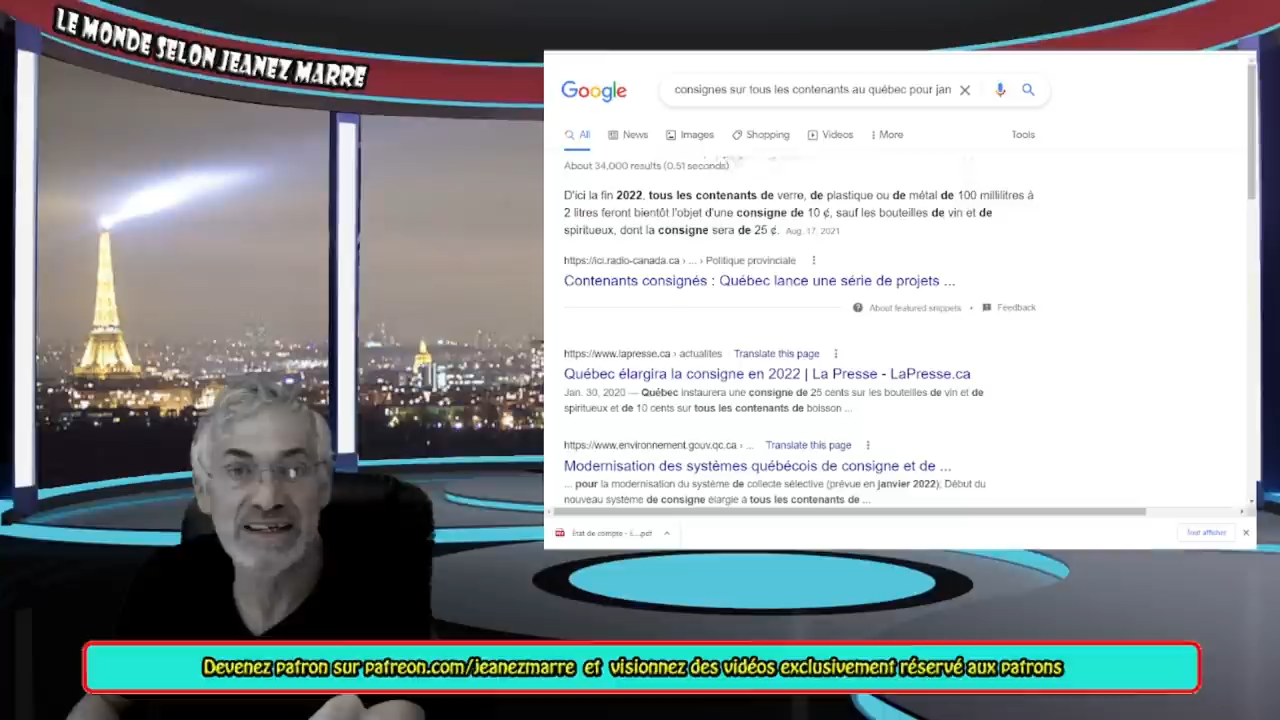 LE MONDE SELON JEANEZ MARRE
Google
consignes sur tous les contenants au québec pour jan
All News Images Shopping Videos More Tools
About 34,000 results (0.51 seconds)
D'ici la fin 2022, tous les contenants de verre, de plastique ou de métal de 100 millilitres à
2 litres feront bientôt l'objet d'une consigne de 10 ¢, sauf les bouteilles de vin et de
spiritueux, dont la consigne sera de 25 ¢. Aug. 17, 2021
https://ici.radio-canada.ca › ... › Politique provinciale
Contenants consignés : Québec lance une série de projets ...
About featured snippets • Feedback
https://www.lapresse.ca › actualites Translate this page
Québec élargira la consigne en 2022 | La Presse - LaPresse.ca
Jan. 30, 2020 — Québec instaurera une consigne de 25 cents sur les bouteilles de vin et de
spiritueux et de 10 cents sur tous les contenants de boisson ...
https://www.environnement.gouv.qc.ca › ... Translate this page
Modernisation des systèmes québécois de consigne et de ...
... pour la modernisation du système de collecte sélective (prévue en janvier 2022); Début du
nouveau système de consigne élargie à tous les contenants de ...
État de compte - il....pdf Tout afficher
Devenez patron sur patreon.com/jeanezmarre et visionnez des vidéos exclusivement réservé aux patrons